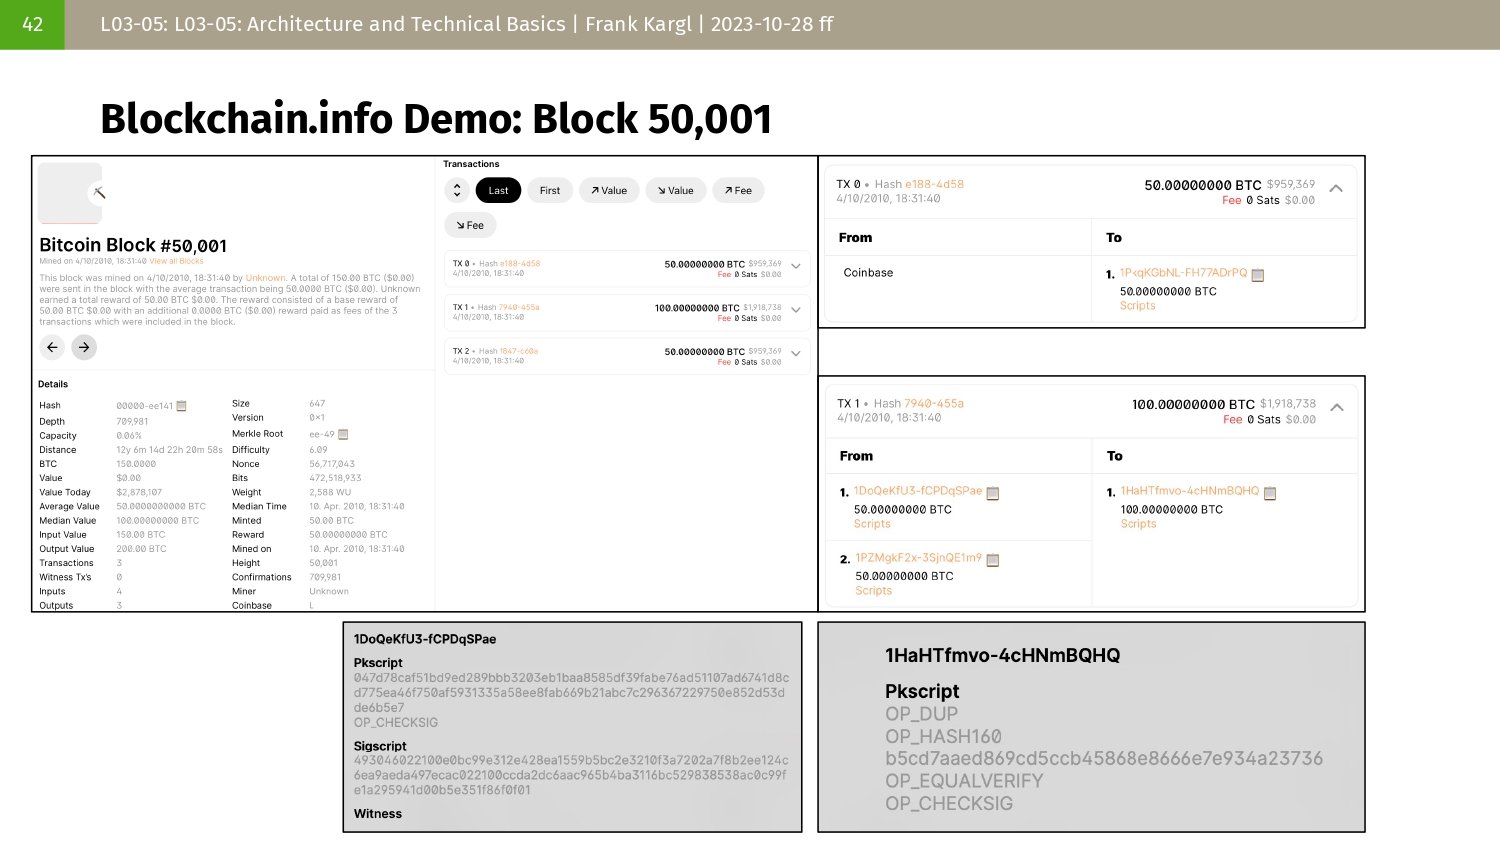 42
L03-05: L03-05: Architecture and Technical Basics | Frank Kargl | 2023-10-28 ff
Blockchain.info Demo: Block 50,001
Bitcoin Block #50,001
Mined on 4/10/2010, 18:31:40 View all Blocks
This block was mined on 4/10/2010, 18:31:40 by Unknown. A total of 150.00 BTC ($0.00)
were sent in the block with the average transaction being 50.0000 BTC ($0.00). Unknown
earned a total reward of 50.00 BTC $0.00. The reward consisted of a base reward of
50.00 BTC $0.00 with an additional 0.0000 BTC ($0.00) reward paid as fees of the 3
transactions which were included in the block.
Details
Hash 00000-ee141
Depth 709,981
Capacity 0.06%
Distance 12y 6m 14d 22h 20m 58s
BTC 150.0000
Value $0.00
Value Today $2,878,107
Average Value 50.0000000000 BTC
Median Value 100.00000000 BTC
Input Value 150.00 BTC
Output Value 200.00 BTC
Transactions 3
Witness Tx's 0
Inputs 4
Outputs 3
Size 647
Version 0×1
Merkle Root ee-49
Difficulty 6.09
Nonce 56,717,043
Bits 472,518,933
Weight 2,588 WU
Median Time 10. Apr. 2010, 18:31:40
Minted 50.00 BTC
Reward 50.00000000 BTC
Mined on 10. Apr. 2010, 18:31:40
Height 50,001
Confirmations 709,981
Miner Unknown
Coinbase L
Transactions
Last First ↗ Value ↘ Value ↗ Fee
↘ Fee
TX 0 • Hash e188-4d58 50.00000000 BTC $959,369
4/10/2010, 18:31:40 Fee 0 Sats $0.00
TX 1 • Hash 7940-455a 100.00000000 BTC $1,918,738
4/10/2010, 18:31:40 Fee 0 Sats $0.00
TX 2 • Hash f847-c60a 50.00000000 BTC $959,369
4/10/2010, 18:31:40 Fee 0 Sats $0.00
TX 0 • Hash e188-4d58 50.00000000 BTC $959,369
4/10/2010, 18:31:40 Fee 0 Sats $0.00
From To
Coinbase 1. 1P<qKGbNL-FH77ADrPQ
50.00000000 BTC
Scripts
TX 1 • Hash 7940-455a 100.00000000 BTC $1,918,738
4/10/2010, 18:31:40 Fee 0 Sats $0.00
From To
1. 1DoQeKfU3-fCPDqSPae 1. 1HaHTfmvo-4cHNmBQHQ
50.00000000 BTC 100.00000000 BTC
Scripts Scripts
2. 1PZMgkF2x-3SjnQE1m9
50.00000000 BTC
Scripts
1DoQeKfU3-fCPDqSPae
Pkscript
047d78caf51bd9ed289bbb3203eb1baa8585df39fabe76ad51107ad6741d8c
d775ea46f750af5931335a58ee8fab669b21abc7c296367229750e852d53d
de6b5e7
OP_CHECKSIG
Sigscript
493046022100e0bc99e312e428ea1559b5bc2e3210f3a7202a7f8b2ee124c
6ea9aeda497ecac022100ccda2dc6aac965b4ba3116bc529838538ac0c99f
e1a295941d00b5e351f86f0f01
Witness
1HaHTfmvo-4cHNmBQHQ
Pkscript
OP_DUP
OP_HASH160
b5cd7aaed869cd5ccb45868e8666e7e934a23736
OP_EQUALVERIFY
OP_CHECKSIG